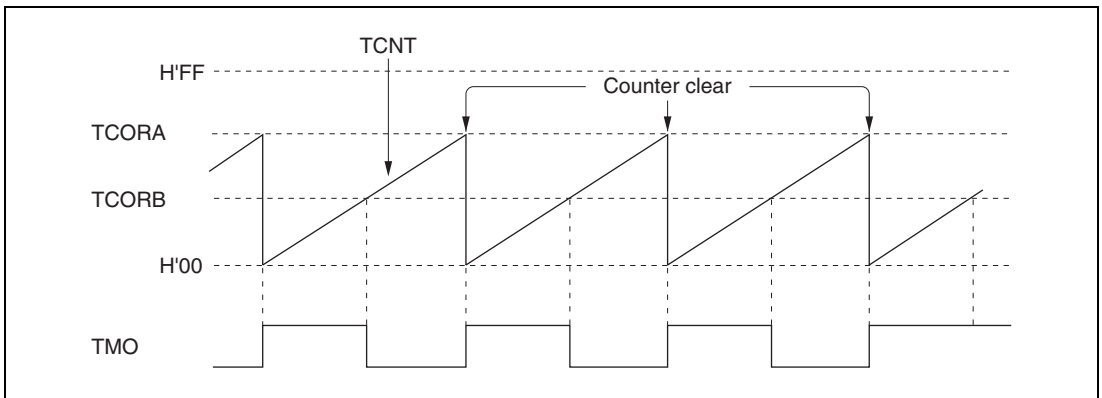 TCNT
H'FF
Counter clear
TCORA
TCORB
H'00
TMO